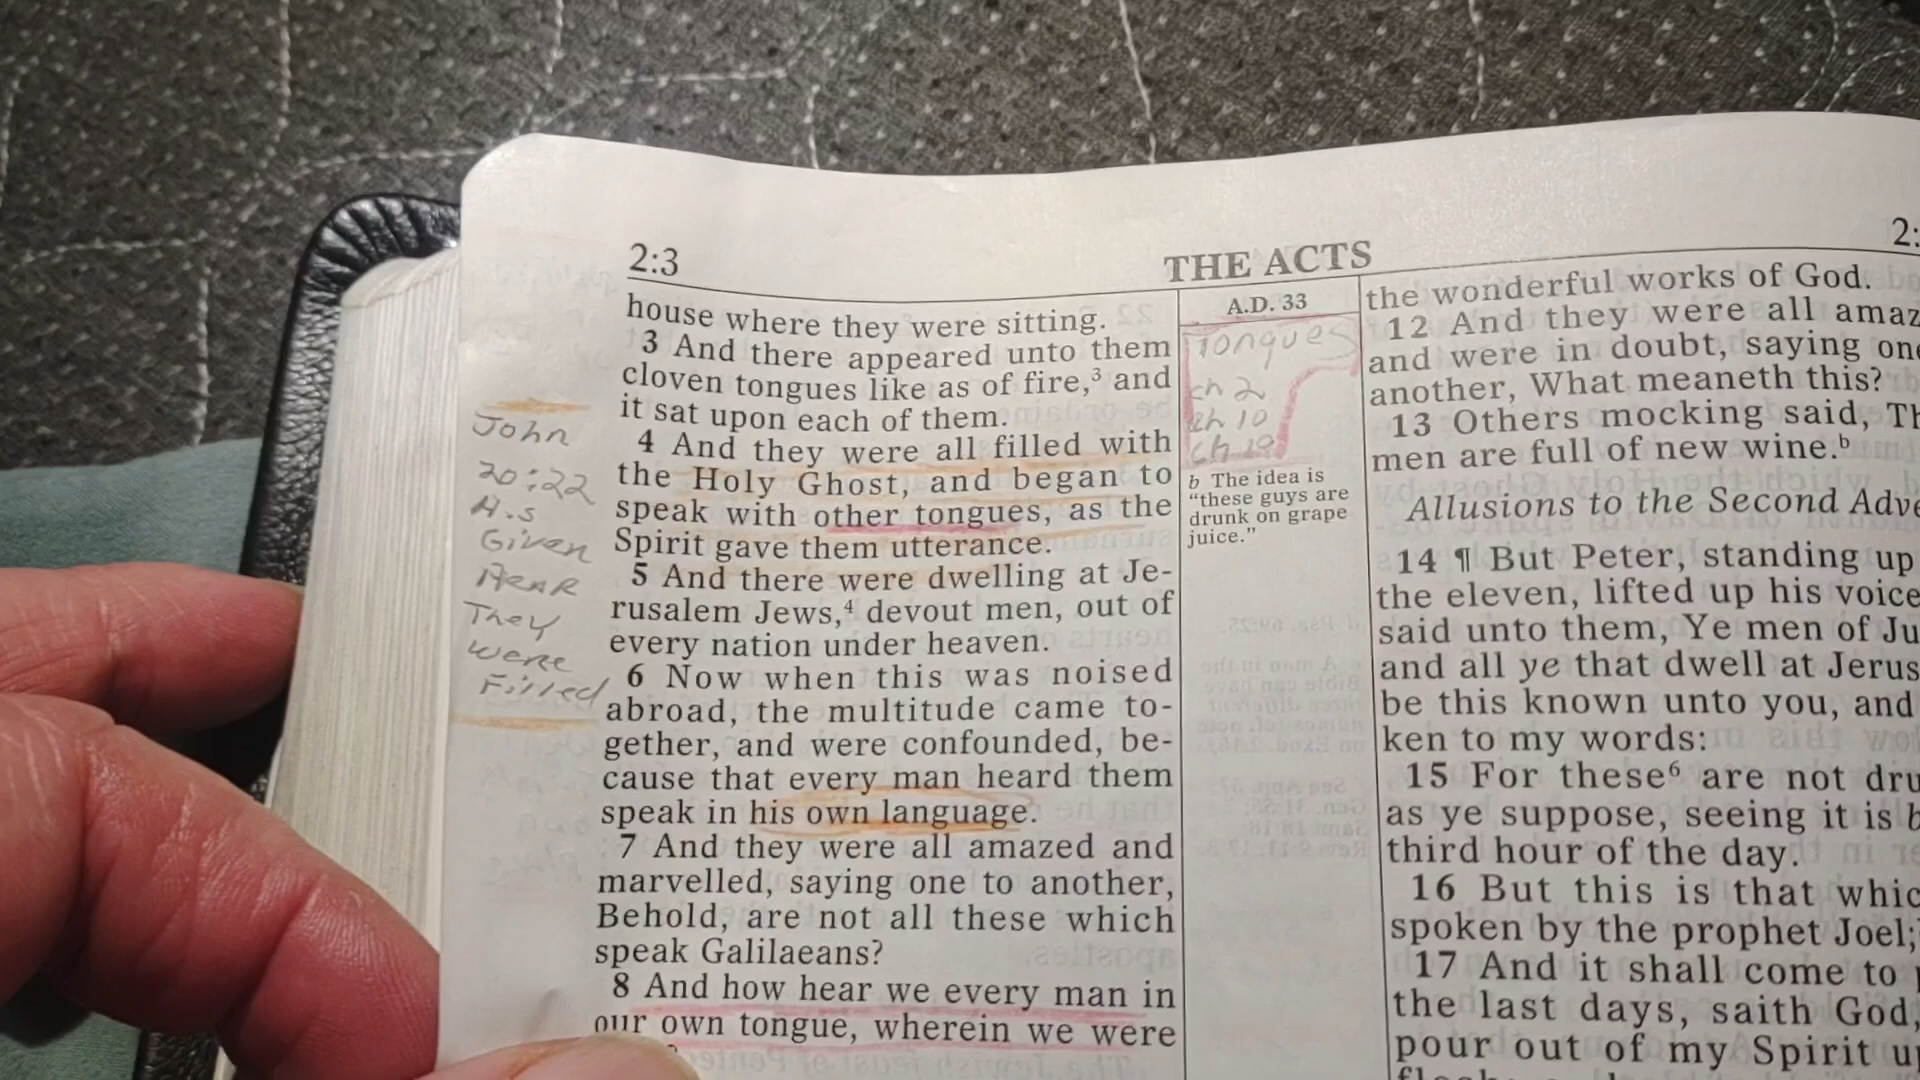 2:3
THE ACTS
2:
house where they were sitting.
3 And there appeared unto them
cloven tongues like as of fire,³ and
it sat upon each of them.
4 And they were all filled with
the Holy Ghost, and began to
speak with other tongues, as the
Spirit gave them utterance.
5 And there were dwelling at Je-
rusalem Jews,⁴ devout men, out of
every nation under heaven.
6 Now when this was noised
abroad, the multitude came to-
gether, and were confounded, be-
cause that every man heard them
speak in his own language.
7 And they were all amazed and
marvelled, saying one to another,
Behold, are not all these which
speak Galilaeans?
8 And how hear we every man in
our own tongue, wherein we were
John
20:22
H.s
Given
Hear
They
were
Filled
A.D. 33
Tongues
ch 2
ch 10
ch 19
b The idea is
“these guys are
drunk on grape
juice.”
the wonderful works of God.
12 And they were all amaz
and were in doubt, saying one
another, What meaneth this?
13 Others mocking said, Th
men are full of new wine.ᵇ
Allusions to the Second Adve
14 ¶ But Peter, standing up
the eleven, lifted up his voice
said unto them, Ye men of Ju
and all ye that dwell at Jerus
be this known unto you, and
ken to my words:
15 For these⁶ are not dru
as ye suppose, seeing it is b
third hour of the day.
16 But this is that whic
spoken by the prophet Joel;
17 And it shall come to p
the last days, saith God,
pour out of my Spirit u